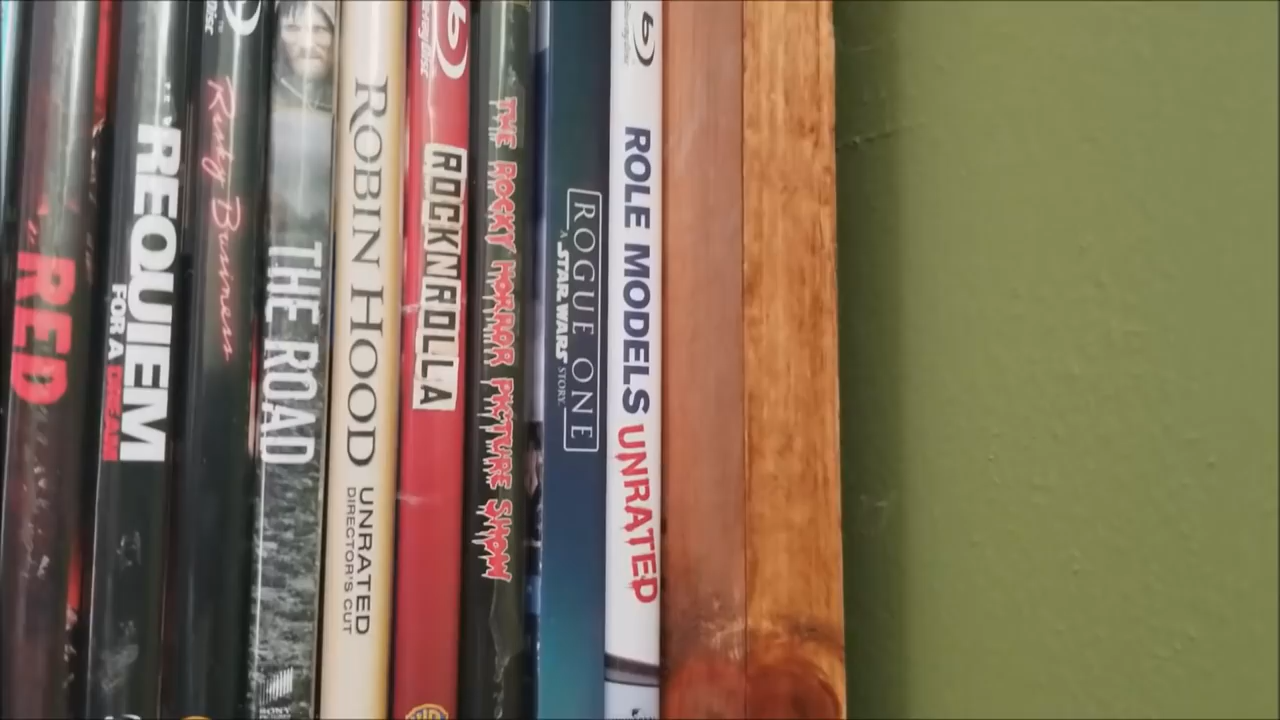 RED
REQUIEM
FOR A DREAM
Risky Business
THE ROAD
SONY
ROBIN HOOD
UNRATED
DIRECTOR'S CUT
ROCKNROLLA
THE ROCKY HORROR PICTURE SHOW
ROGUE ONE
A STAR WARS STORY
ROLE MODELS UNRATED